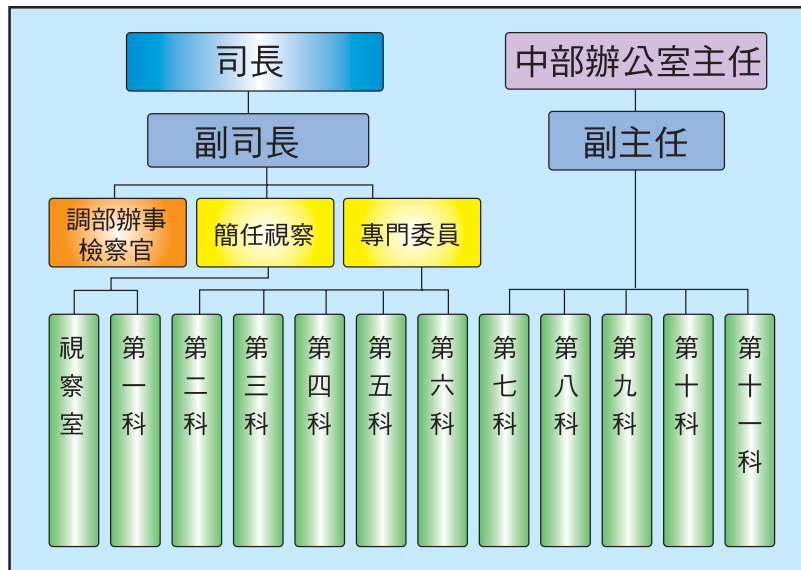 司長
中部辦公室主任
副司長
副主任
調部辦事
檢察官
簡任視察
專門委員
視察室
第一科
第二科
第三科
第四科
第五科
第六科
第七科
第八科
第九科
第十科
第十一科